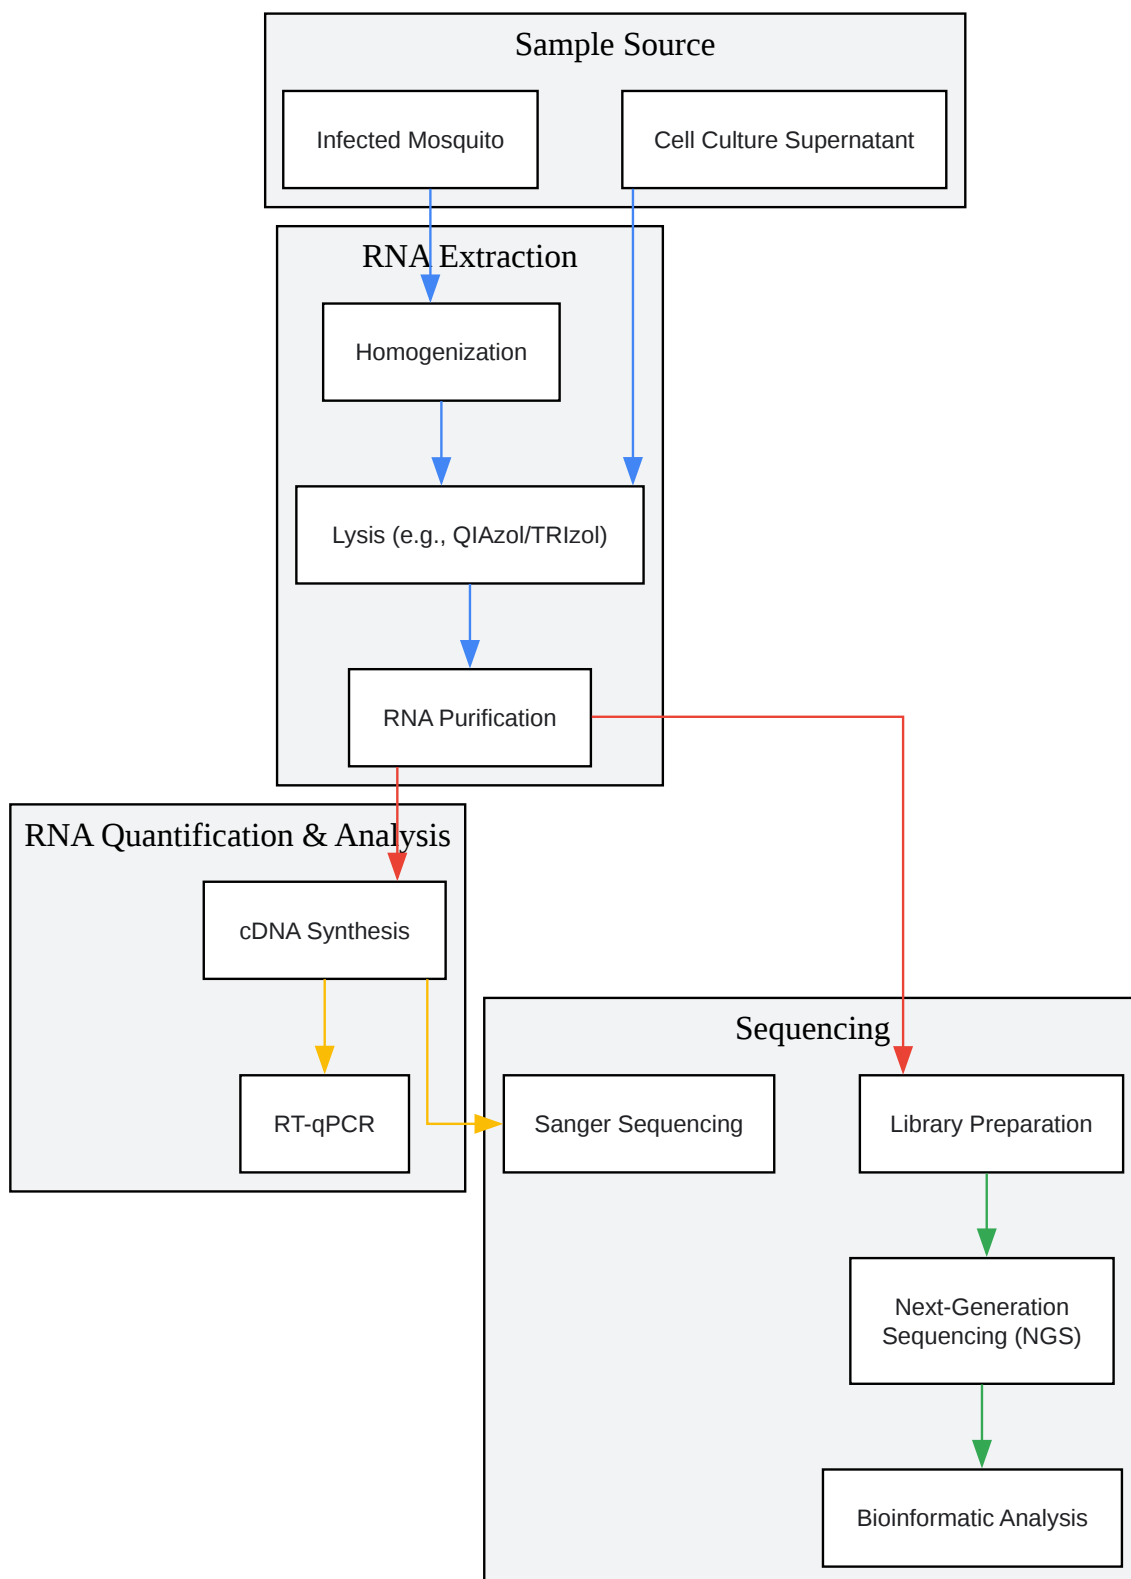 Sample Source
Infected Mosquito
Cell Culture Supernatant
RNA Extraction
Homogenization
Lysis (e.g., QIAzol/TRIzol)
RNA Purification
RNA Quantification & Analysis
cDNA Synthesis
RT-qPCR
Sequencing
Sanger Sequencing
Library Preparation
Next-Generation
Sequencing (NGS)
Bioinformatic Analysis